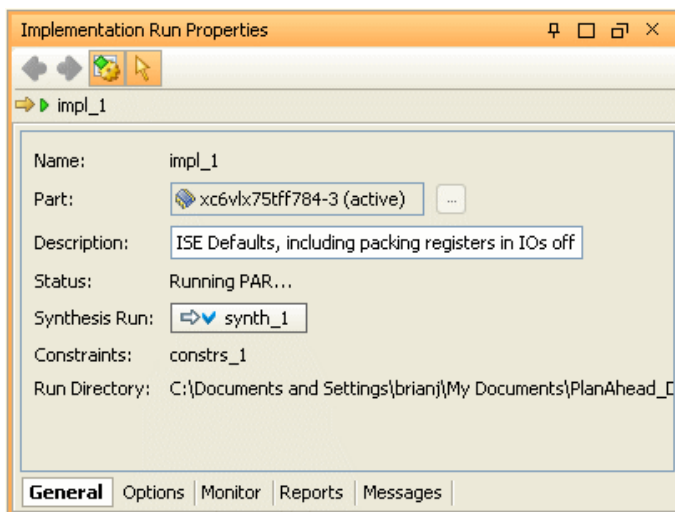 Implementation Run Properties
impl_1
Name: impl_1
Part: xc6vlx75tff784-3 (active) ...
Description: ISE Defaults, including packing registers in IOs off
Status: Running PAR...
Synthesis Run: synth_1
Constraints: constrs_1
Run Directory: C:\Documents and Settings\brianj\My Documents\PlanAhead_D
General Options Monitor Reports Messages